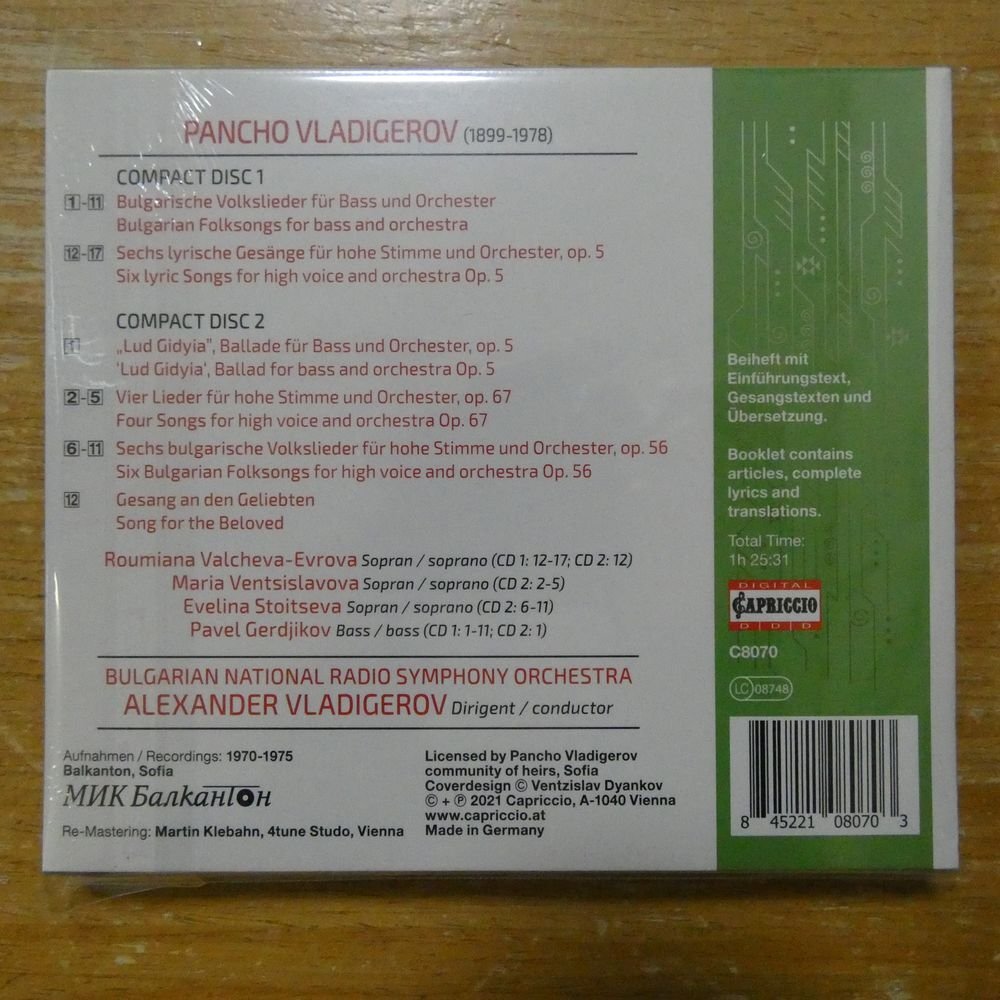 PANCHO VLADIGEROV (1899-1978)
COMPACT DISC 1
1-11 Bulgarische Volkslieder für Bass und Orchester
Bulgarian Folksongs for bass and orchestra
12-17 Sechs lyrische Gesänge für hohe Stimme und Orchester, op. 5
Six lyric Songs for high voice and orchestra Op. 5
COMPACT DISC 2
1 „Lud Gidyia”, Ballade für Bass und Orchester, op. 5
'Lud Gidyia', Ballad for bass and orchestra Op. 5
2-5 Vier Lieder für hohe Stimme und Orchester, op. 67
Four Songs for high voice and orchestra Op. 67
6-11 Sechs bulgarische Volkslieder für hohe Stimme und Orchester, op. 56
Six Bulgarian Folksongs for high voice and orchestra Op. 56
12 Gesang an den Geliebten
Song for the Beloved
Roumiana Valcheva-Evrova Sopran / soprano (CD 1: 12-17; CD 2: 12)
Maria Ventsislavova Sopran / soprano (CD 2: 2-5)
Evelina Stoitseva Sopran / soprano (CD 2: 6-11)
Pavel Gerdjikov Bass / bass (CD 1: 1-11; CD 2: 1)
BULGARIAN NATIONAL RADIO SYMPHONY ORCHESTRA
ALEXANDER VLADIGEROV Dirigent / conductor
Aufnahmen / Recordings: 1970-1975
Balkanton, Sofia
МИК Балкантон
Re-Mastering: Martin Klebahn, 4tune Studo, Vienna
Licensed by Pancho Vladigerov
community of heirs, Sofia
Coverdesign © Ventzislav Dyankov
© + ℗ 2021 Capriccio, A-1040 Vienna
www.capriccio.at
Made in Germany
Beiheft mit
Einführungstext,
Gesangstexten und
Übersetzung.
Booklet contains
articles, complete
lyrics and
translations.
Total Time:
1h 25:31
DIGITAL
CAPRICCIO
D D D
C8070
LC 08748
8 45221 08070 3